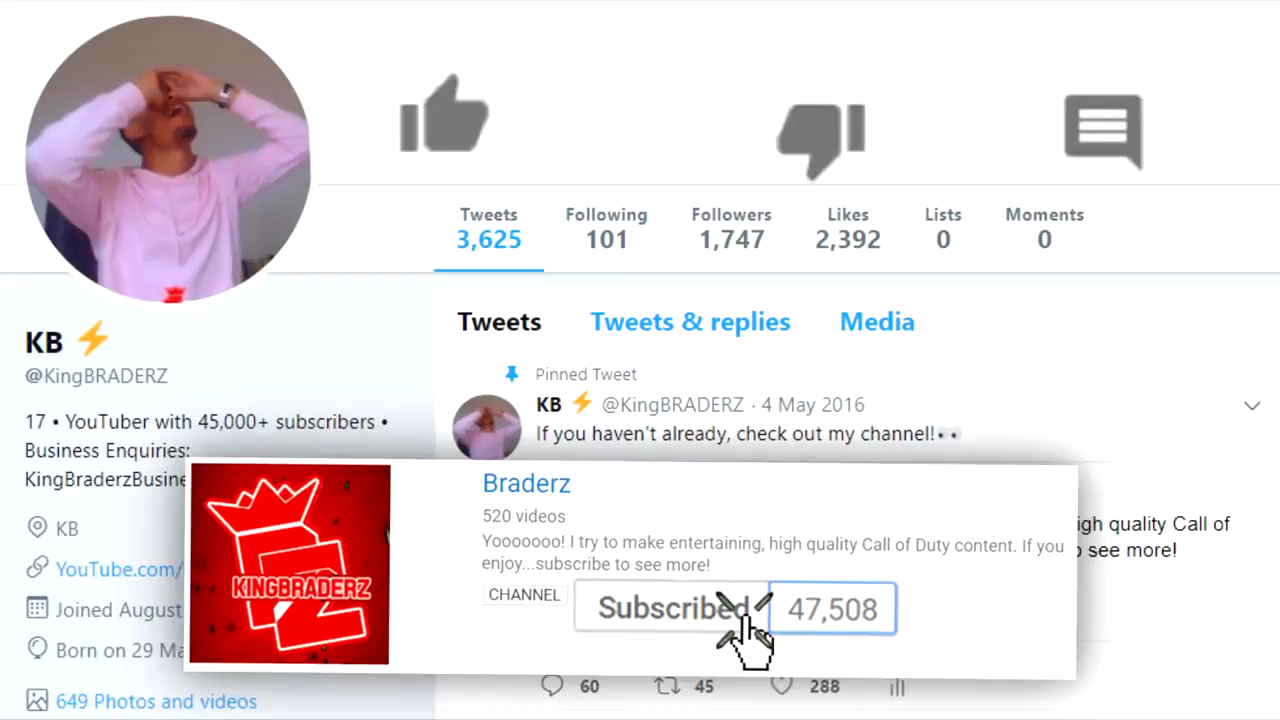 Tweets Following Followers Likes Lists Moments
3,625 101 1,747 2,392 0 0
KB⚡
@KingBRADERZ
17 • YouTuber with 45,000+ subscribers •
Business Enquiries:
KingBraderzBusine
KB
YouTube.com/
Joined August
Born on 29 Ma
649 Photos and videos
Tweets Tweets & replies Media
Pinned Tweet
KB⚡ @KingBRADERZ · 4 May 2016
If you haven't already, check out my channel!👀
igh quality Call of
see more!
KINGBRADERZ
Braderz
520 videos
Yooooooo! I try to make entertaining, high quality Call of Duty content. If you
enjoy...subscribe to see more!
CHANNEL
Subscribed 47,508
60 45 288